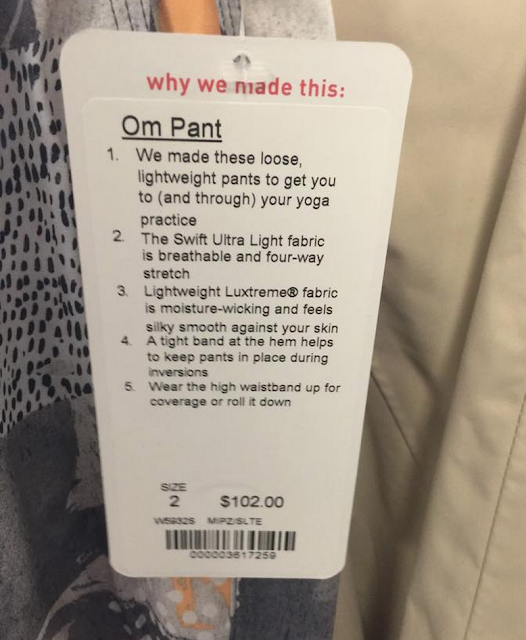 why we made this:
Om Pant
1. We made these loose,
lightweight pants to get you
to (and through) your yoga
practice
2. The Swift Ultra Light fabric
is breathable and four-way
stretch
3. Lightweight Luxtreme® fabric
is moisture-wicking and feels
silky smooth against your skin
4. A tight band at the hem helps
to keep pants in place during
inversions
5. Wear the high waistband up for
coverage or roll it down
SIZE
2 $102.00
W5932S MIPZ/SLTE
000003617259